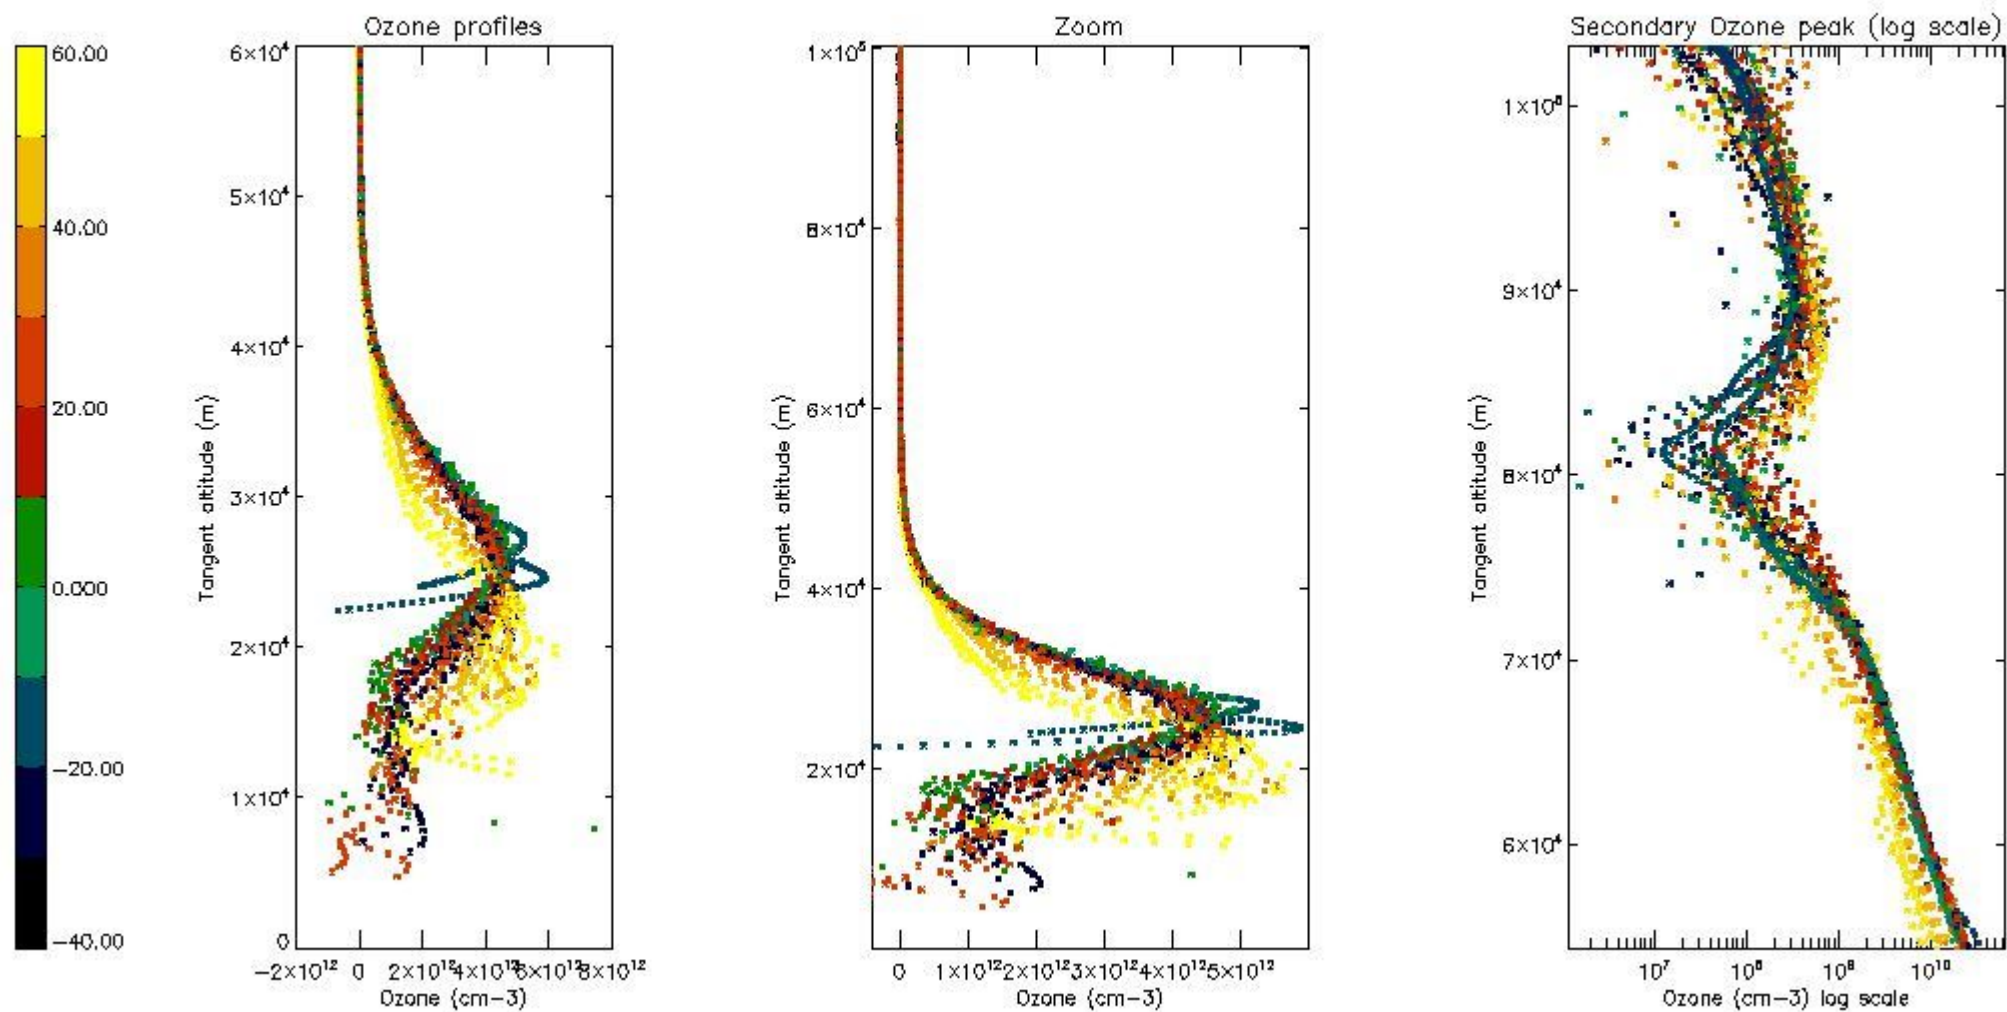 Ozone profiles
Zoom
Secondary Ozone peak (log scale)
60.00
40.00
20.00
0.000
−20.00
−40.00
Tangent altitude (m)
6×10⁴
5×10⁴
4×10⁴
3×10⁴
2×10⁴
1×10⁴
0
−2×10¹² 0 2×10¹² 4×10¹² 6×10¹² 8×10¹²
Ozone (cm−3)
Tangent altitude (m)
1×10⁵
8×10⁴
6×10⁴
4×10⁴
2×10⁴
0 1×10¹² 2×10¹² 3×10¹² 4×10¹² 5×10¹²
Ozone (cm−3)
Tangent altitude (m)
1×10⁵
9×10⁴
8×10⁴
7×10⁴
6×10⁴
10⁷ 10⁸ 10⁹ 10¹⁰
Ozone (cm−3) log scale